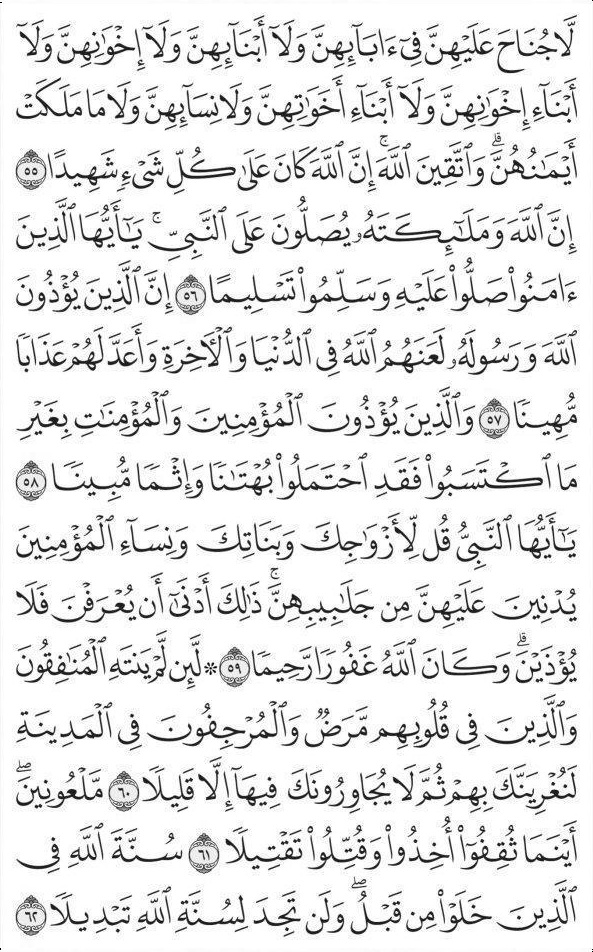 لَّا جُنَاحَ عَلَيْهِنَّ فِىٓ ءَابَآئِهِنَّ وَلَآ أَبْنَآئِهِنَّ وَلَآ إِخْوَٰنِهِنَّ وَلَآ
أَبْنَآءِ إِخْوَٰنِهِنَّ وَلَآ أَبْنَآءِ أَخَوَٰتِهِنَّ وَلَا نِسَآئِهِنَّ وَلَا مَا مَلَكَتْ
أَيْمَٰنُهُنَّۗ وَٱتَّقِينَ ٱللَّهَۚ إِنَّ ٱللَّهَ كَانَ عَلَىٰ كُلِّ شَىْءٍ شَهِيدًا ٥٥
إِنَّ ٱللَّهَ وَمَلَٰٓئِكَتَهُۥ يُصَلُّونَ عَلَى ٱلنَّبِىِّۚ يَٰٓأَيُّهَا ٱلَّذِينَ
ءَامَنُوا۟ صَلُّوا۟ عَلَيْهِ وَسَلِّمُوا۟ تَسْلِيمًا ٥٦ إِنَّ ٱلَّذِينَ يُؤْذُونَ
ٱللَّهَ وَرَسُولَهُۥ لَعَنَهُمُ ٱللَّهُ فِى ٱلدُّنْيَا وَٱلْـَٔاخِرَةِ وَأَعَدَّ لَهُمْ عَذَابًا
مُّهِينًا ٥٧ وَٱلَّذِينَ يُؤْذُونَ ٱلْمُؤْمِنِينَ وَٱلْمُؤْمِنَٰتِ بِغَيْرِ
مَا ٱكْتَسَبُوا۟ فَقَدِ ٱحْتَمَلُوا۟ بُهْتَٰنًا وَإِثْمًا مُّبِينًا ٥٨
يَٰٓأَيُّهَا ٱلنَّبِىُّ قُل لِّأَزْوَٰجِكَ وَبَنَاتِكَ وَنِسَآءِ ٱلْمُؤْمِنِينَ
يُدْنِينَ عَلَيْهِنَّ مِن جَلَٰبِيبِهِنَّۚ ذَٰلِكَ أَدْنَىٰٓ أَن يُعْرَفْنَ فَلَا
يُؤْذَيْنَۗ وَكَانَ ٱللَّهُ غَفُورًا رَّحِيمًا ٥٩ * لَّئِن لَّمْ يَنتَهِ ٱلْمُنَٰفِقُونَ
وَٱلَّذِينَ فِى قُلُوبِهِم مَّرَضٌ وَٱلْمُرْجِفُونَ فِى ٱلْمَدِينَةِ
لَنُغْرِيَنَّكَ بِهِمْ ثُمَّ لَا يُجَاوِرُونَكَ فِيهَآ إِلَّا قَلِيلًا ٦٠ مَّلْعُونِينَۖ
أَيْنَمَا ثُقِفُوٓا۟ أُخِذُوا۟ وَقُتِّلُوا۟ تَقْتِيلًا ٦١ سُنَّةَ ٱللَّهِ فِى
ٱلَّذِينَ خَلَوْا۟ مِن قَبْلُۖ وَلَن تَجِدَ لِسُنَّةِ ٱللَّهِ تَبْدِيلًا ٦٢